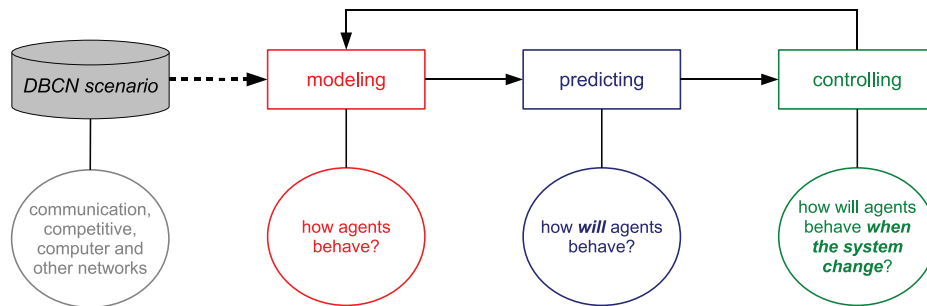 DBCN scenario
modeling
predicting
controlling
communication,
competitive,
computer and
other networks
how agents
behave?
how will agents
behave?
how will agents
behave when
the system
change?